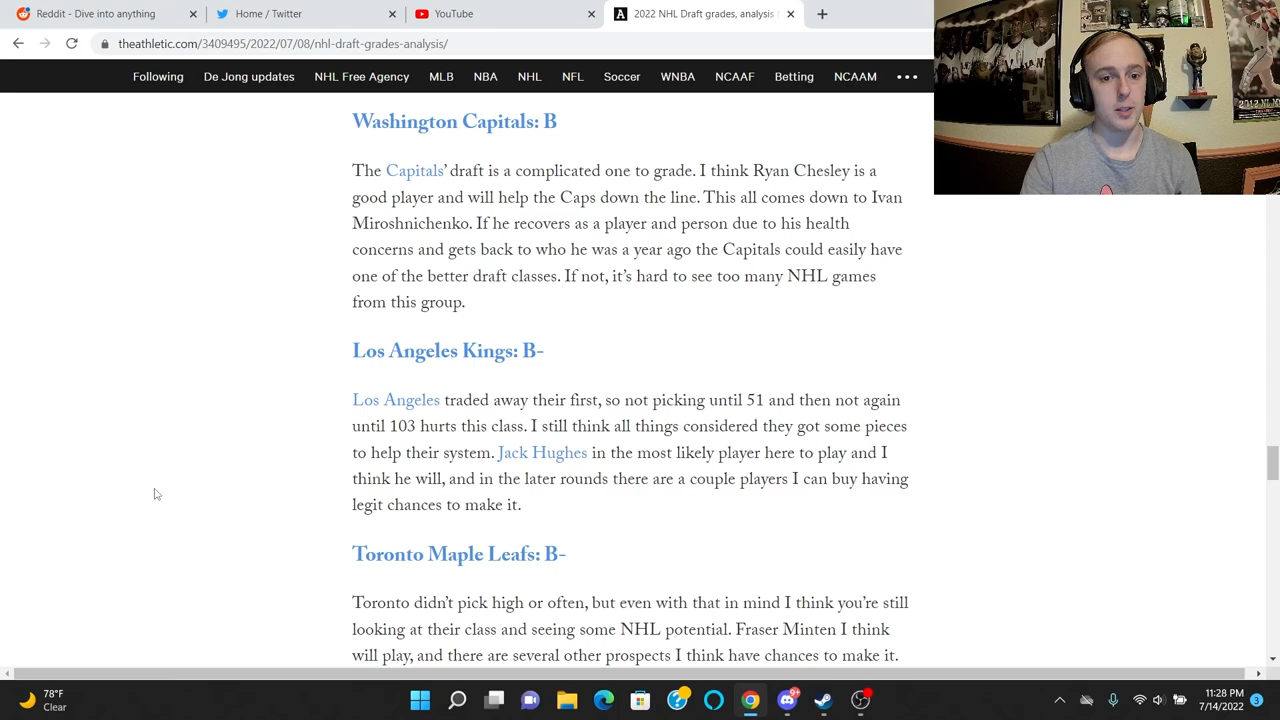 Reddit - Dive into anything
Home / Twitter
YouTube
2022 NHL Draft grades, analysis
theathletic.com/3409495/2022/07/08/nhl-draft-grades-analysis/
Following De Jong updates NHL Free Agency MLB NBA NHL NFL Soccer WNBA NCAAF Betting NCAAM
Washington Capitals: B
The Capitals’ draft is a complicated one to grade. I think Ryan Chesley is a
good player and will help the Caps down the line. This all comes down to Ivan
Miroshnichenko. If he recovers as a player and person due to his health
concerns and gets back to who he was a year ago the Capitals could easily have
one of the better draft classes. If not, it’s hard to see too many NHL games
from this group.
Los Angeles Kings: B-
Los Angeles traded away their first, so not picking until 51 and then not again
until 103 hurts this class. I still think all things considered they got some pieces
to help their system. Jack Hughes in the most likely player here to play and I
think he will, and in the later rounds there are a couple players I can buy having
legit chances to make it.
Toronto Maple Leafs: B-
Toronto didn’t pick high or often, but even with that in mind I think you’re still
looking at their class and seeing some NHL potential. Fraser Minten I think
will play, and there are several other prospects I think have chances to make it.
78°F
Clear
11:28 PM
7/14/2022
3